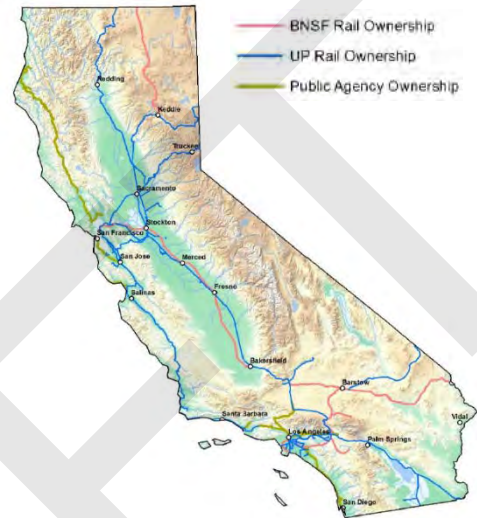 BNSF Rail Ownership
UP Rail Ownership
Public Agency Ownership
Redding
Keddie
Truckee
Sacramento
Stockton
San Francisco
San Jose
Merced
Salinas
Fresno
Bakersfield
Barstow
Santa Barbara
Vidal
Los Angeles
Palm Springs
San Diego